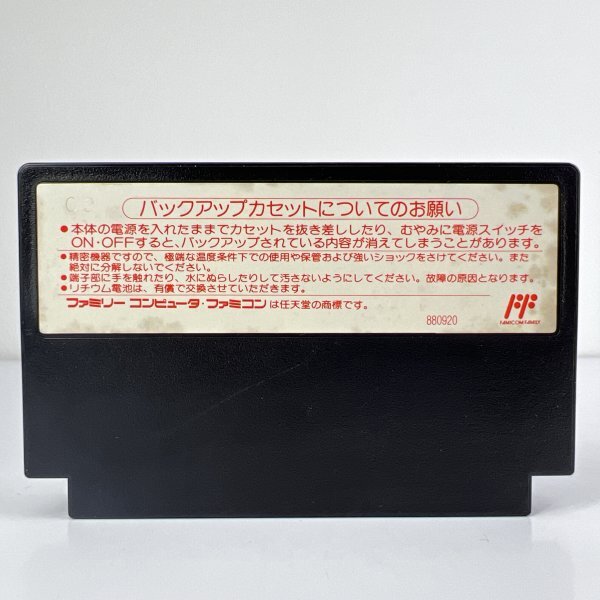 バックアップカセットについてのお願い
●本体の電源を入れたままでカセットを抜き差ししたり、むやみに電源スイッチを
ON・OFFすると、バックアップされている内容が消えてしまうことがあります。
●精密機器ですので、極端な温度条件下での使用や保管および強いショックをさけてください。また
絶対に分解しないでください。
●端子部に手を触れたり、水にぬらしたりして汚さないようにしてください。故障の原因となります。
●リチウム電池は、有償で交換させていただきます。
ファミリーコンピュータ・ファミコンは任天堂の商標です。
880920
FF
FAMICOM FAMILY